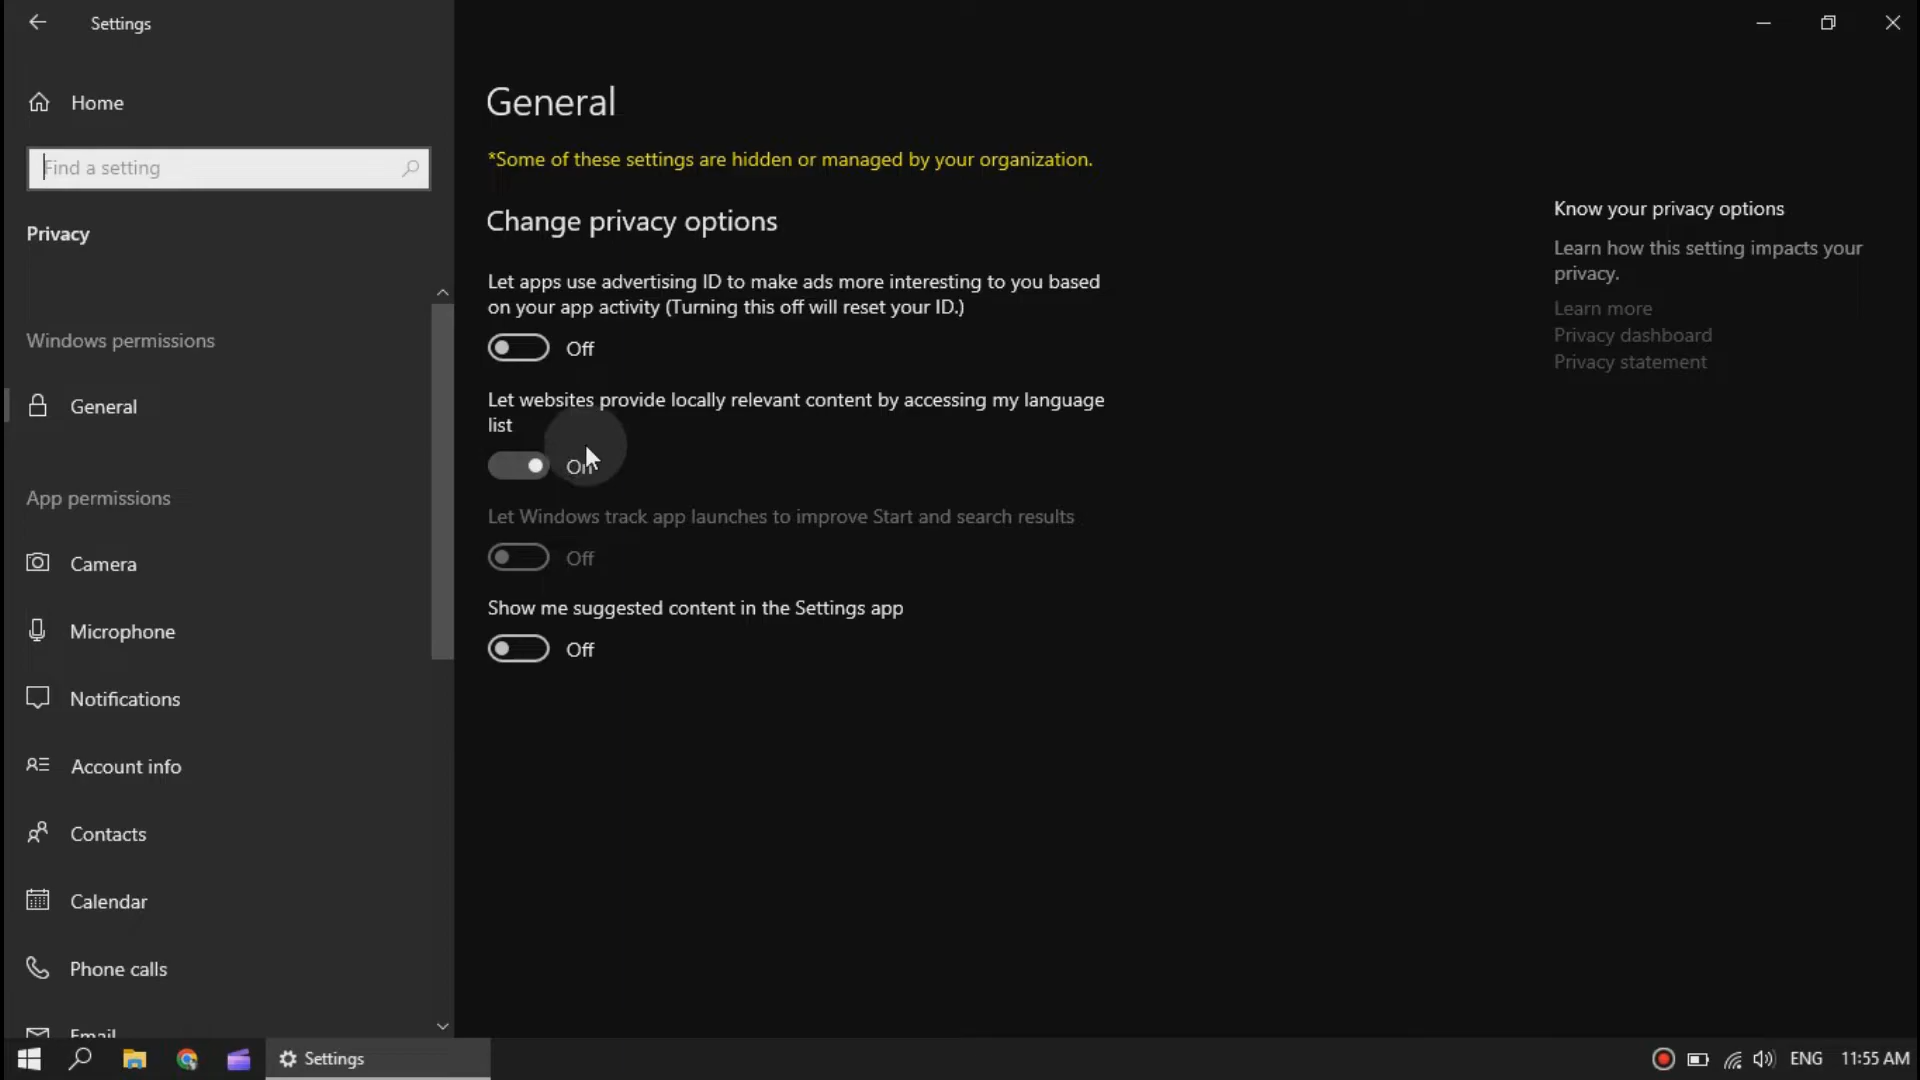 Settings
Home
Find a setting
Privacy
Windows permissions
General
App permissions
Camera
Microphone
Notifications
Account info
Contacts
Calendar
Phone calls
Email
General
*Some of these settings are hidden or managed by your organization.
Change privacy options
Let apps use advertising ID to make ads more interesting to you based
on your app activity (Turning this off will reset your ID.)
Off
Let websites provide locally relevant content by accessing my language
list
On
Let Windows track app launches to improve Start and search results
Off
Show me suggested content in the Settings app
Off
Know your privacy options
Learn how this setting impacts your
privacy.
Learn more
Privacy dashboard
Privacy statement
Settings
ENG
11:55 AM